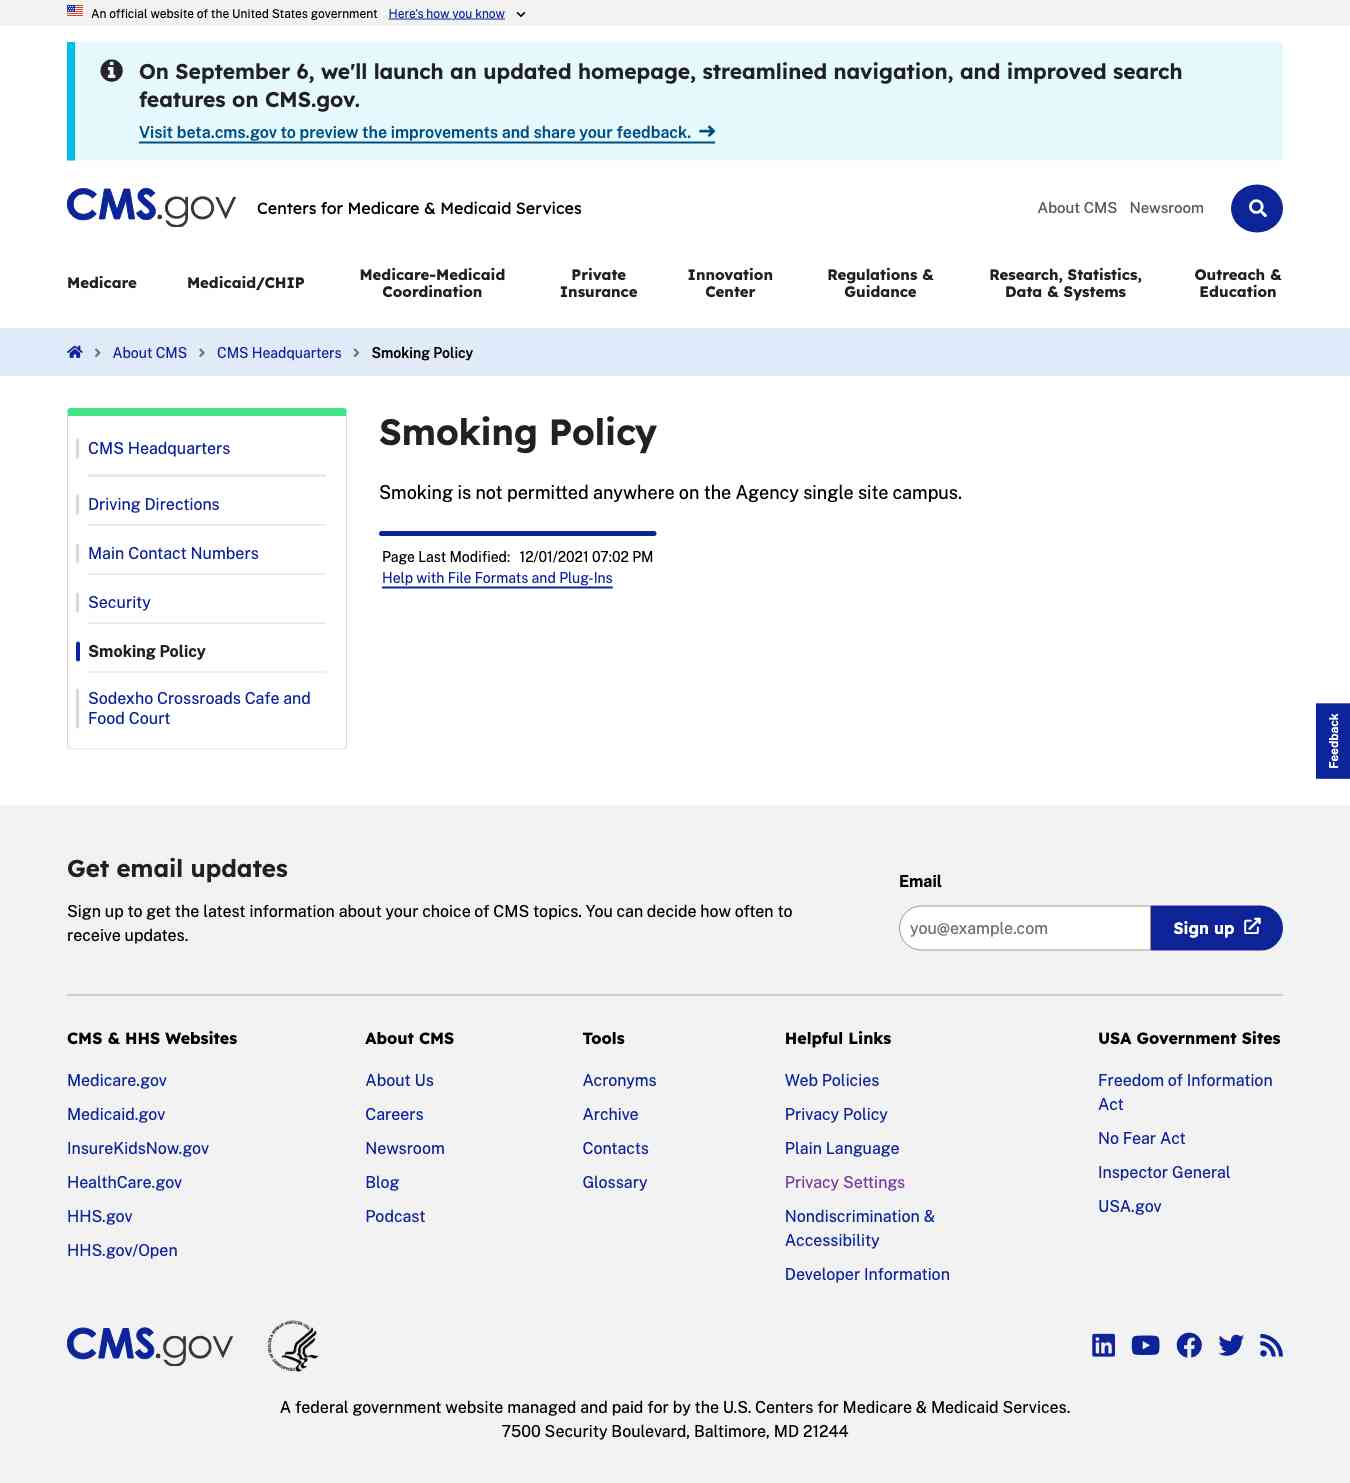 An official website of the United States government Here's how you know
On September 6, we'll launch an updated homepage, streamlined navigation, and improved search
features on CMS.gov.
Visit beta.cms.gov to preview the improvements and share your feedback.
CMS.gov Centers for Medicare & Medicaid Services
About CMS Newsroom
Medicare
Medicaid/CHIP
Medicare-Medicaid
Coordination
Private
Insurance
Innovation
Center
Regulations &
Guidance
Research, Statistics,
Data & Systems
Outreach &
Education
About CMS CMS Headquarters Smoking Policy
CMS Headquarters
Driving Directions
Main Contact Numbers
Security
Smoking Policy
Sodexho Crossroads Cafe and
Food Court
Smoking Policy
Smoking is not permitted anywhere on the Agency single site campus.
Page Last Modified: 12/01/2021 07:02 PM
Help with File Formats and Plug-Ins
Feedback
Get email updates
Sign up to get the latest information about your choice of CMS topics. You can decide how often to
receive updates.
Email
you@example.com
Sign up
CMS & HHS Websites
Medicare.gov
Medicaid.gov
InsureKidsNow.gov
HealthCare.gov
HHS.gov
HHS.gov/Open
About CMS
About Us
Careers
Newsroom
Blog
Podcast
Tools
Acronyms
Archive
Contacts
Glossary
Helpful Links
Web Policies
Privacy Policy
Plain Language
Privacy Settings
Nondiscrimination &
Accessibility
Developer Information
USA Government Sites
Freedom of Information
Act
No Fear Act
Inspector General
USA.gov
CMS.gov
A federal government website managed and paid for by the U.S. Centers for Medicare & Medicaid Services.
7500 Security Boulevard, Baltimore, MD 21244